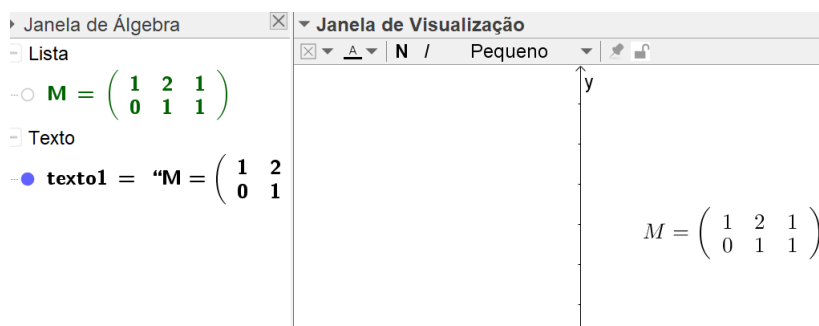 Janela de Álgebra
Lista
M = ( 1 2 1
0 1 1 )
Texto
texto1 = “M = ( 1 2
0 1
Janela de Visualização
A N I Pequeno
y
M = ( 1 2 1
0 1 1 )